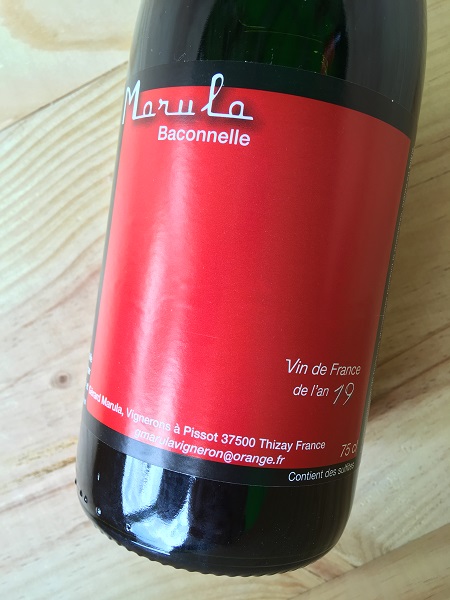 Marula
Baconnelle
Vin de France
de l'an 19
Gérard Marula, Vignerons à Pissot 37500 Thizay France
gmarulavigneron@orange.fr
75 cl
Contient des sulfites